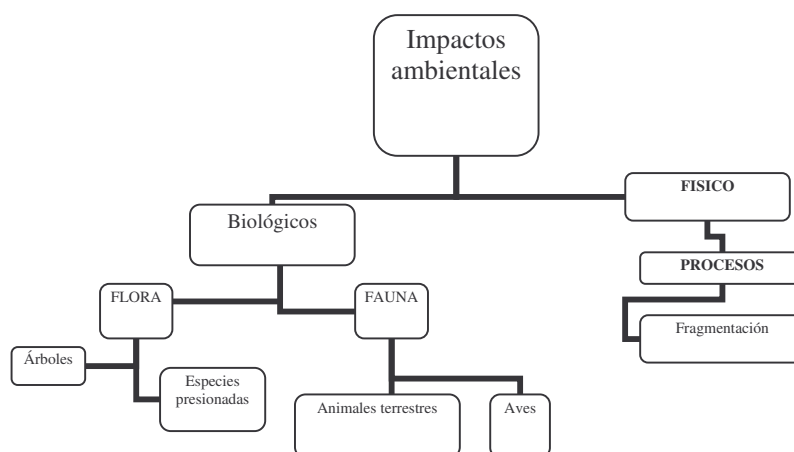 Impactos
ambientales
FISICO
Biológicos
PROCESOS
FLORA
FAUNA
Fragmentación
Árboles
Especies
presionadas
Animales terrestres
Aves